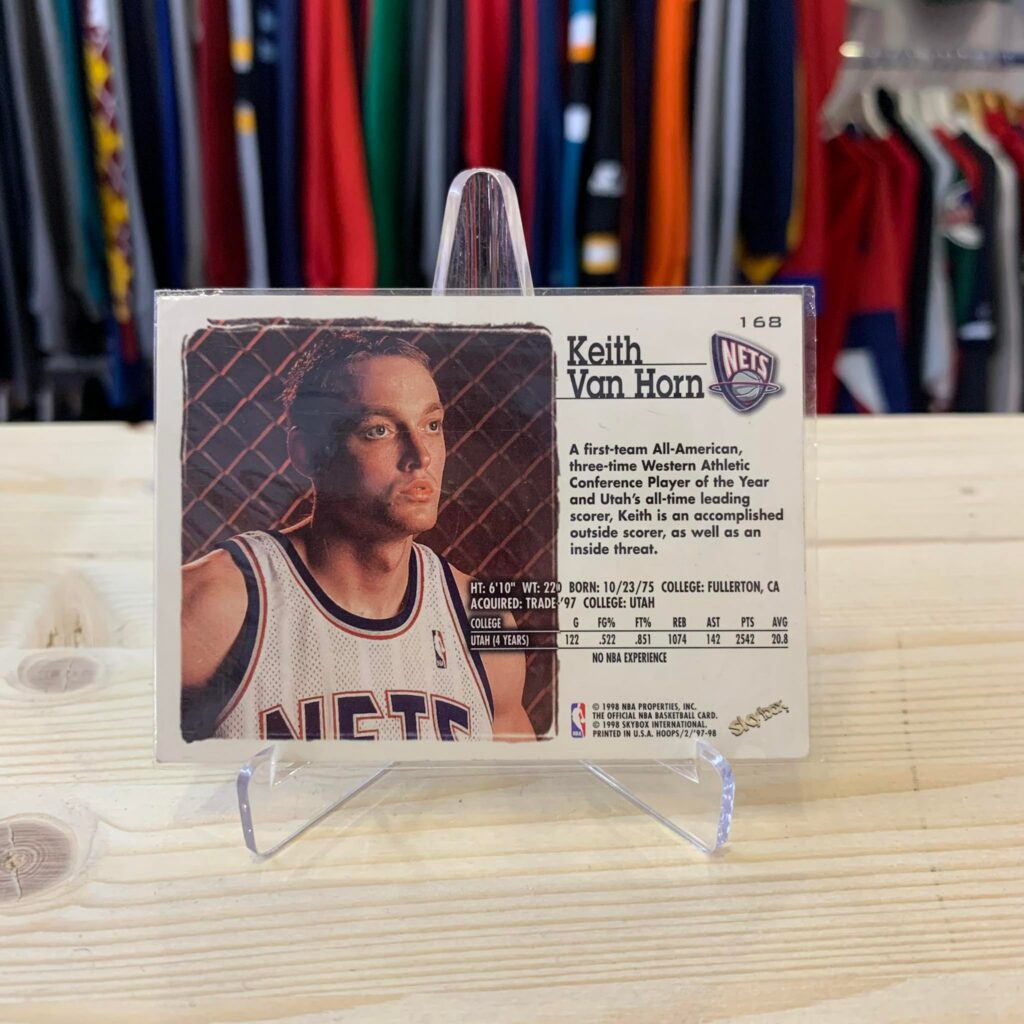 168
Keith
Van Horn
NETS
A first-team All-American,
three-time Western Athletic
Conference Player of the Year
and Utah's all-time leading
scorer, Keith is an accomplished
outside scorer, as well as an
inside threat.
HT: 6'10" WT: 220 BORN: 10/23/75 COLLEGE: FULLERTON, CA
ACQUIRED: TRADE '97 COLLEGE: UTAH
COLLEGE G FG% FT% REB AST PTS AVG
UTAH (4 YEARS) 122 .522 .851 1074 142 2542 20.8
NO NBA EXPERIENCE
NETS
© 1998 NBA PROPERTIES, INC.
THE OFFICIAL NBA BASKETBALL CARD.
© 1998 SKYBOX INTERNATIONAL.
PRINTED IN U.S.A. HOOPS/2/'97-98
SkyBox